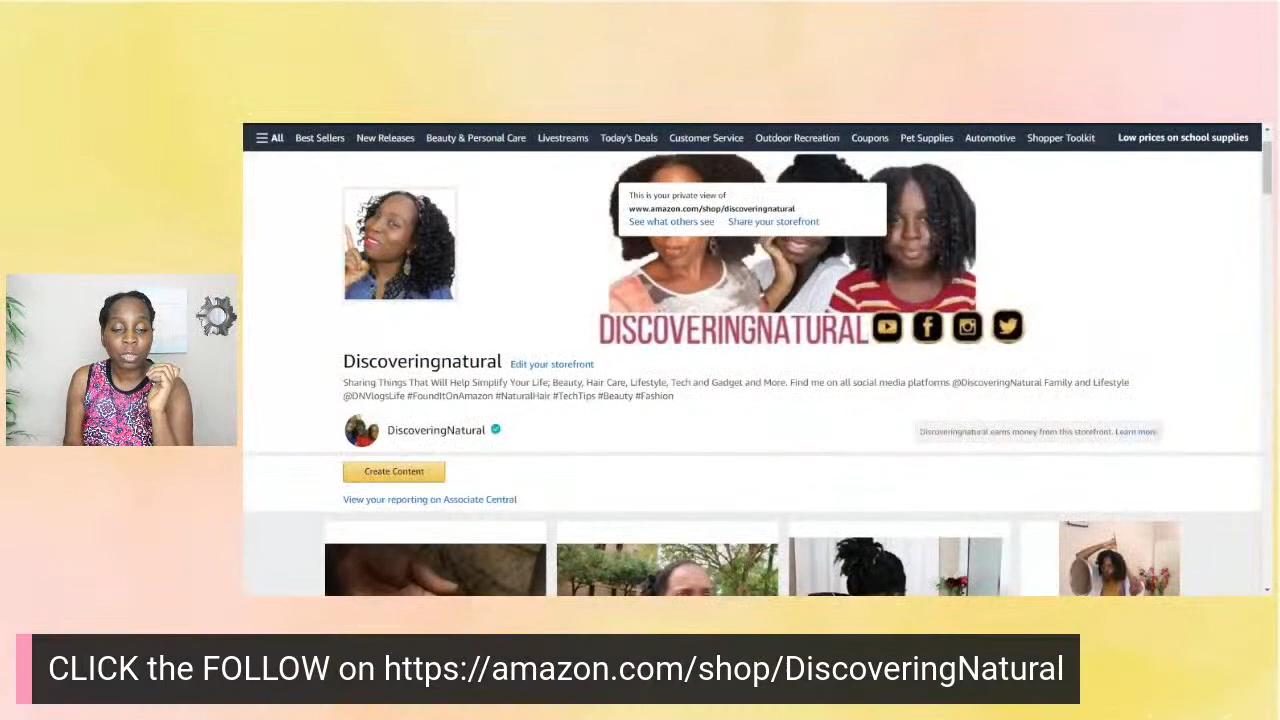 All Best Sellers New Releases Beauty & Personal Care Livestreams Today's Deals Customer Service Outdoor Recreation Coupons Pet Supplies Automotive Shopper Toolkit Low prices on school supplies
This is your private view of
www.amazon.com/shop/discoveringnatural
See what others see Share your storefront
DISCOVERINGNATURAL
Discoveringnatural Edit your storefront
Sharing Things That Will Help Simplify Your Life; Beauty, Hair Care, Lifestyle, Tech and Gadget and More. Find me on all social media platforms @DiscoveringNatural Family and Lifestyle
@DNVlogsLife #FoundItOnAmazon #NaturalHair #TechTips #Beauty #Fashion
DiscoveringNatural
Discoveringnatural earns money from this storefront. Learn more
Create Content
View your reporting on Associate Central
CLICK the FOLLOW on https://amazon.com/shop/DiscoveringNatural